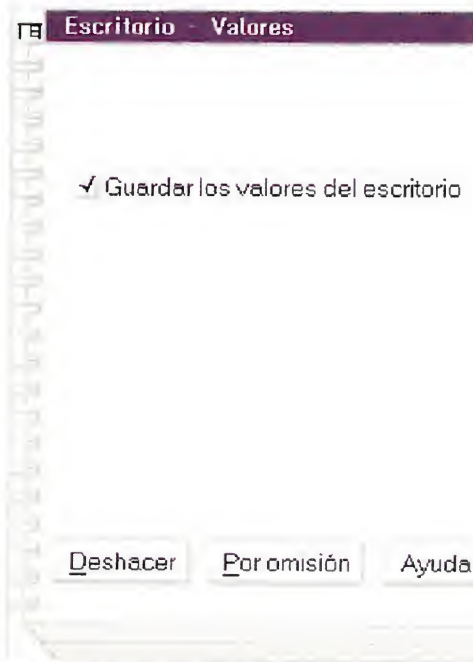 Escritorio - Valores
✓ Guardar los valores del escritorio
Deshacer Por omisión Ayuda